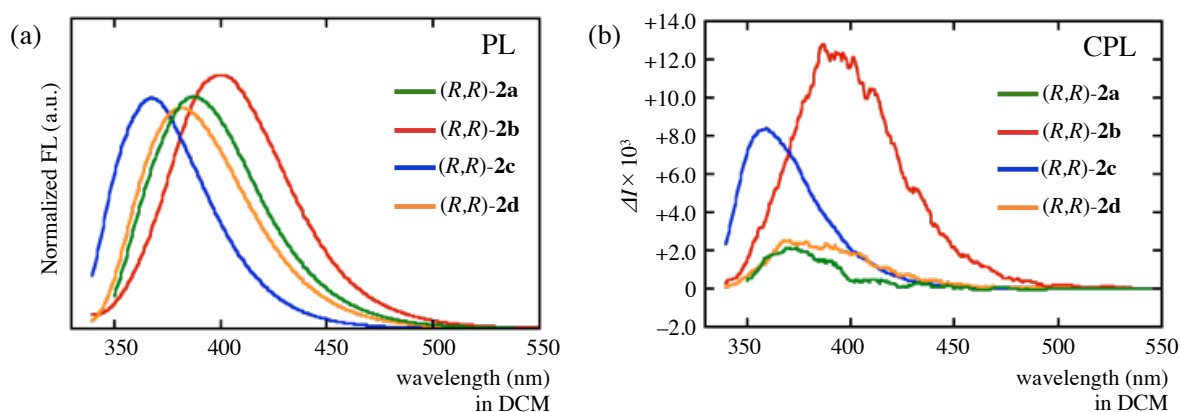 (a)
PL
Normalized FL (a.u.)
(R,R)-2a
(R,R)-2b
(R,R)-2c
(R,R)-2d
350 400 450 500 550
wavelength (nm)
in DCM
(b)
CPL
ΔI × 10³
+14.0
+12.0
+10.0
+8.0
+6.0
+4.0
+2.0
0
–2.0
(R,R)-2a
(R,R)-2b
(R,R)-2c
(R,R)-2d
350 400 450 500 550
wavelength (nm)
in DCM